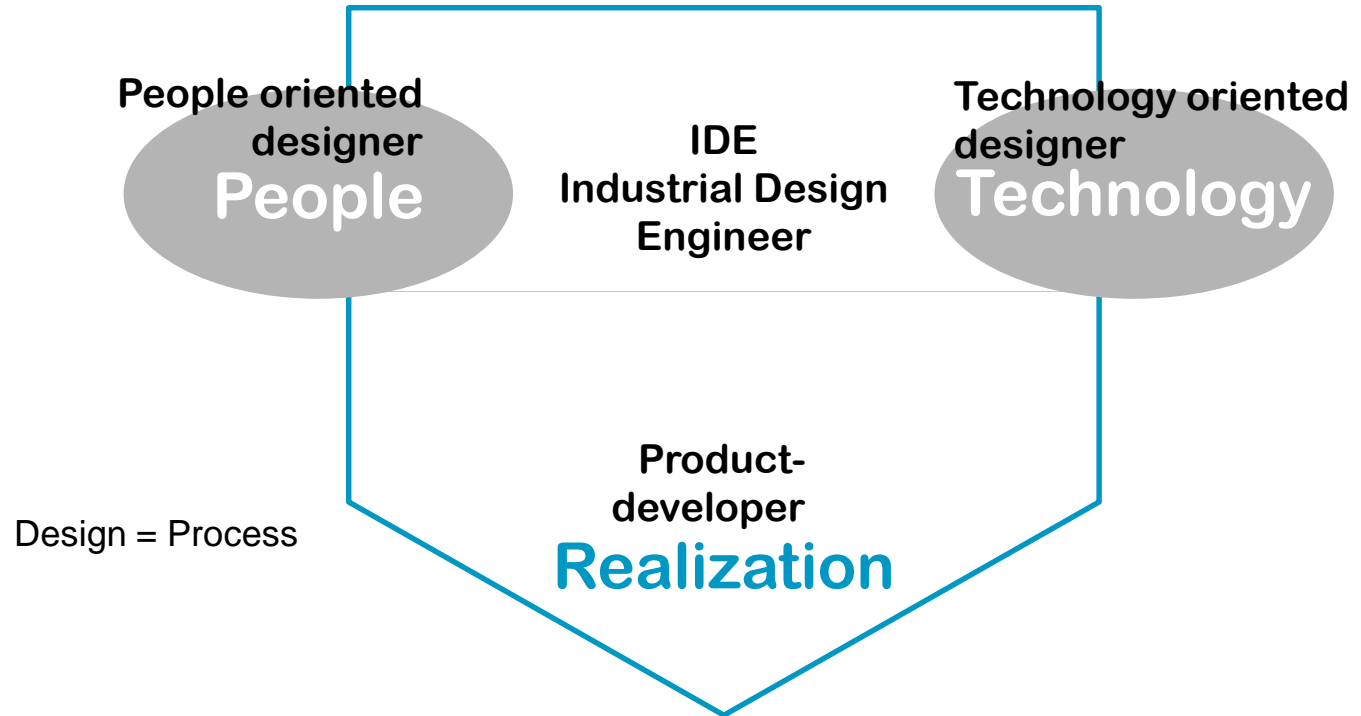 People oriented
designer
People
IDE
Industrial Design
Engineer
Technology oriented
designer
Technology
Product-
developer
Realization
Design = Process